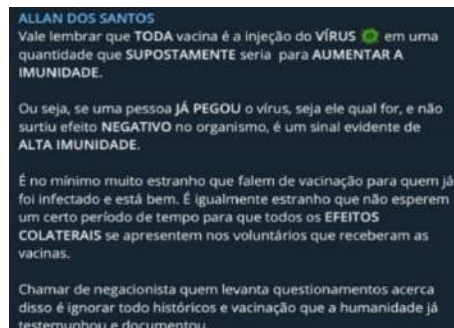 ALLAN DOS SANTOS
Vale lembrar que TODA vacina é a injeção do VÍRUS 🦠 em uma
quantidade que SUPOSTAMENTE seria para AUMENTAR A
IMUNIDADE.
Ou seja, se uma pessoa JÁ PEGOU o vírus, seja ele qual for, e não
surtiu efeito NEGATIVO no organismo, é um sinal evidente de
ALTA IMUNIDADE.
É no mínimo muito estranho que falem de vacinação para quem já
foi infectado e está bem. É igualmente estranho que não esperem
um certo período de tempo para que todos os EFEITOS
COLATERAIS se apresentem nos voluntários que receberam as
vacinas.
Chamar de negacionista quem levanta questionamentos acerca
disso é ignorar todo históricos e vacinação que a humanidade já
testemunhou e documentou